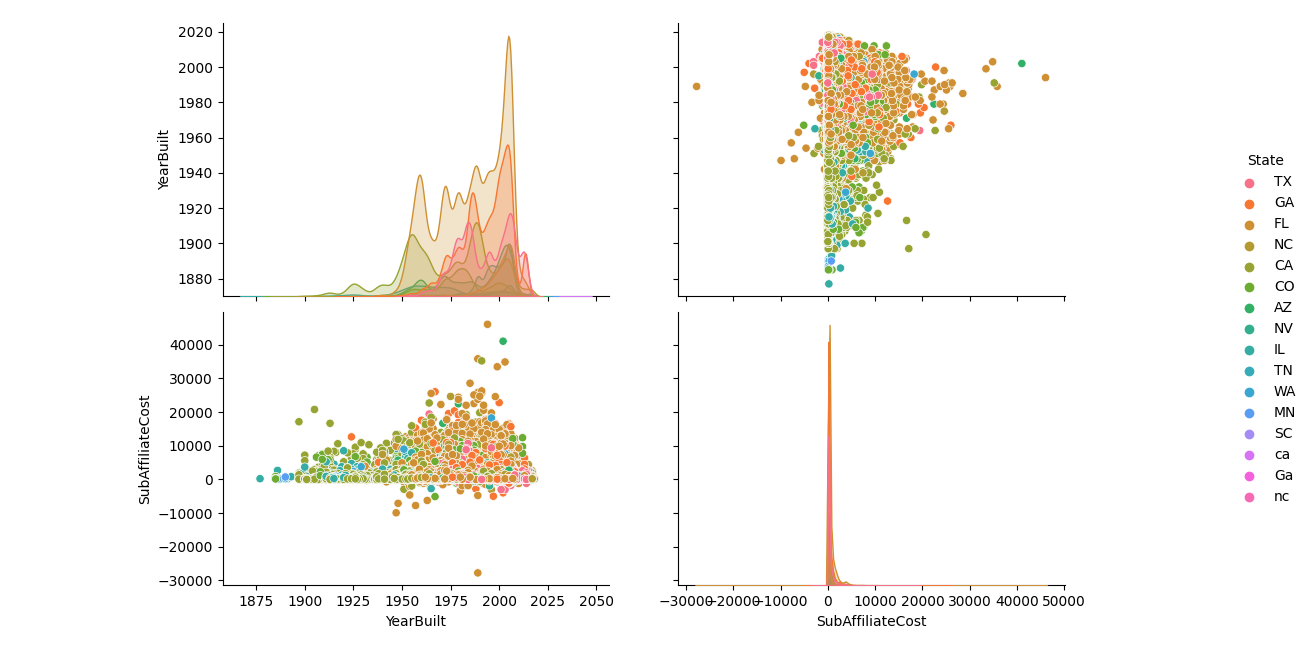 2020
2000
1980
1960
1940
1920
1900
1880
YearBuilt
40000
30000
20000
10000
0
−10000
−20000
−30000
SubAffiliateCost
1875 1900 1925 1950 1975 2000 2025 2050
YearBuilt
−30000 −20000 −10000 0 10000 20000 30000 40000 50000
SubAffiliateCost
State
TX
GA
FL
NC
CA
CO
AZ
NV
IL
TN
WA
MN
SC
ca
Ga
nc